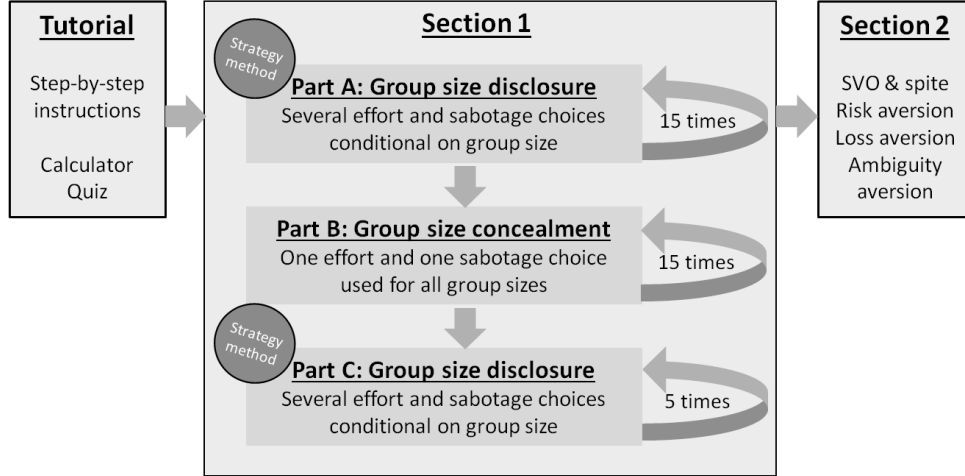 Tutorial
Step-by-step
instructions
Calculator
Quiz
Section 1
Strategy
method
Part A: Group size disclosure
Several effort and sabotage choices
conditional on group size
15 times
Part B: Group size concealment
One effort and one sabotage choice
used for all group sizes
15 times
Strategy
method
Part C: Group size disclosure
Several effort and sabotage choices
conditional on group size
5 times
Section 2
SVO & spite
Risk aversion
Loss aversion
Ambiguity
aversion